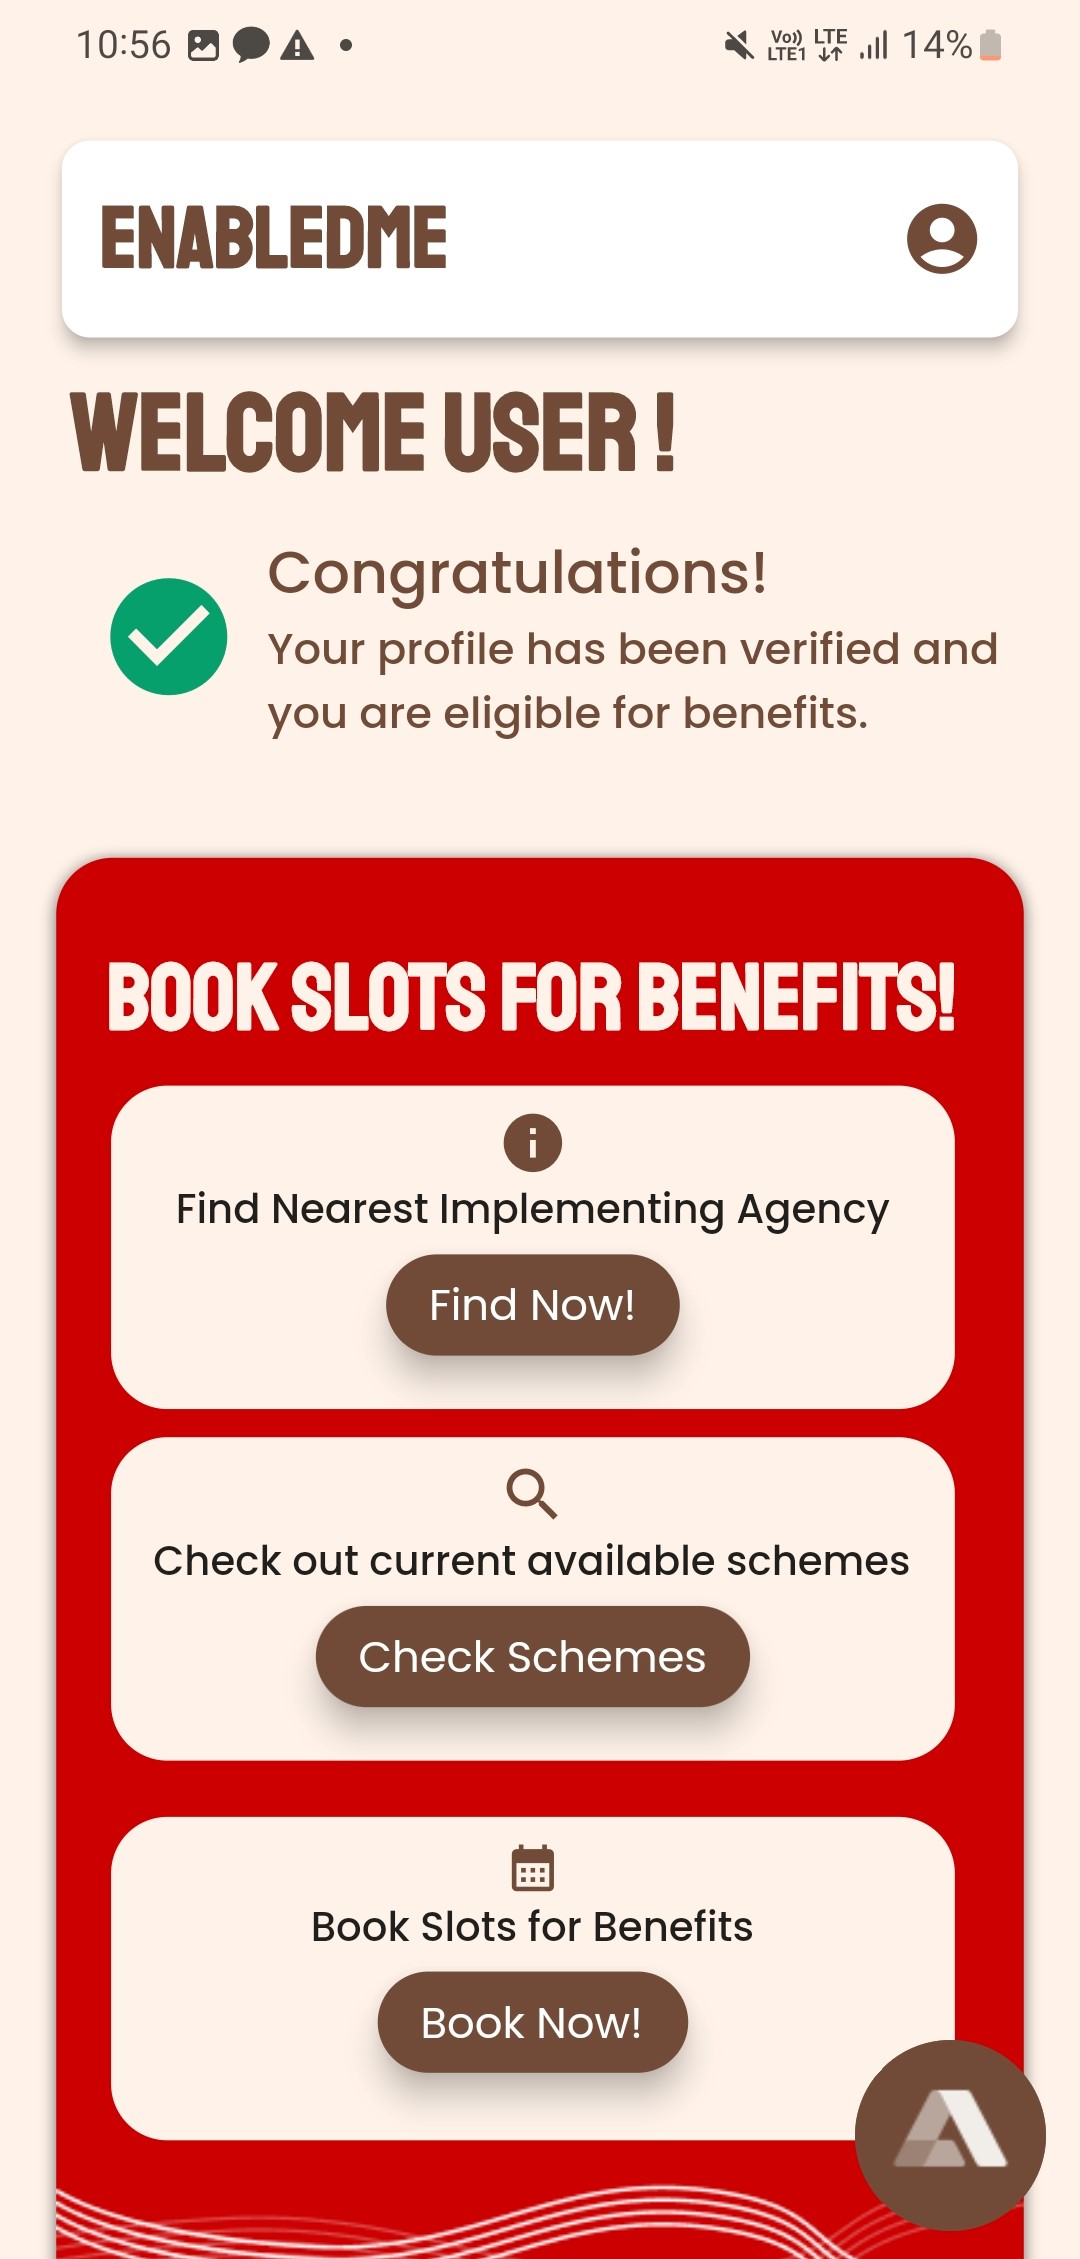 10:56
Vo)) LTE1 LTE 14%
ENABLEDME
WELCOME USER !
Congratulations!
Your profile has been verified and
you are eligible for benefits.
BOOK SLOTS FOR BENEFITS!
Find Nearest Implementing Agency
Find Now!
Check out current available schemes
Check Schemes
Book Slots for Benefits
Book Now!